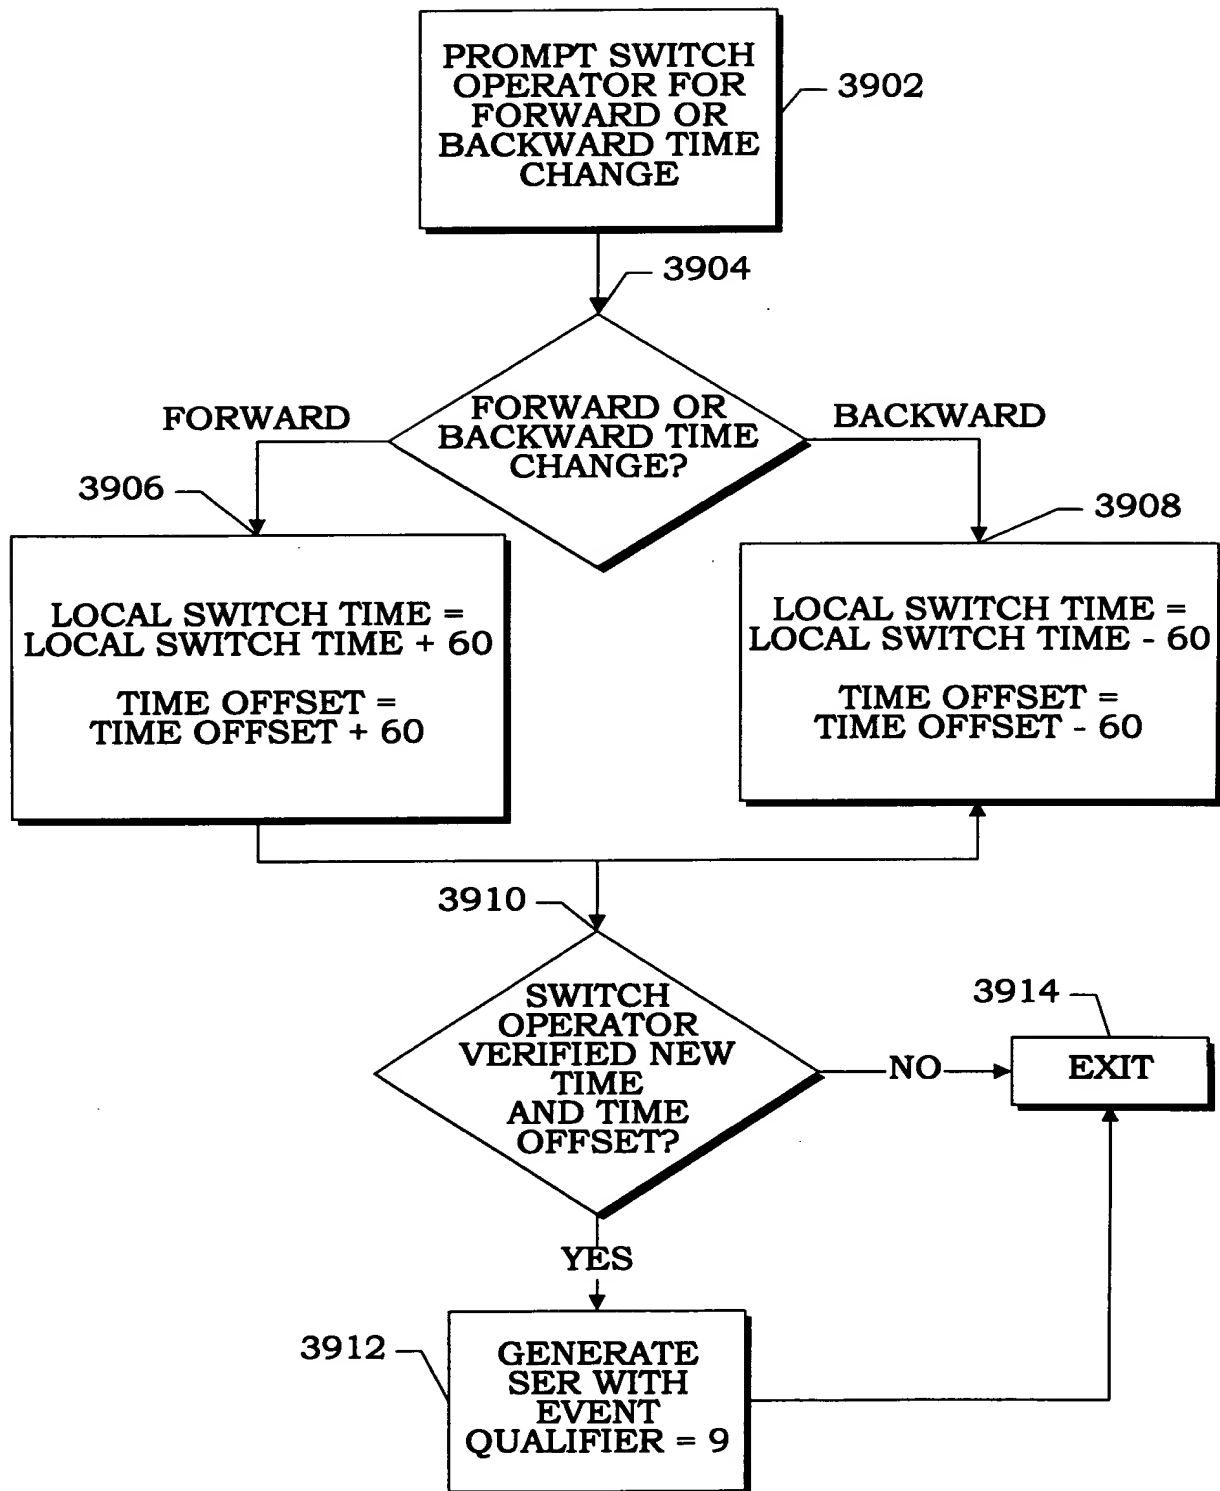 PROMPT SWITCH
OPERATOR FOR
FORWARD OR
BACKWARD TIME
CHANGE
3902
3904
FORWARD OR
BACKWARD TIME
CHANGE?
FORWARD
BACKWARD
3906
3908
LOCAL SWITCH TIME =
LOCAL SWITCH TIME + 60
TIME OFFSET =
TIME OFFSET + 60
LOCAL SWITCH TIME =
LOCAL SWITCH TIME - 60
TIME OFFSET =
TIME OFFSET - 60
3910
SWITCH
OPERATOR
VERIFIED NEW
TIME
AND TIME
OFFSET?
NO
3914
EXIT
YES
3912
GENERATE
SER WITH
EVENT
QUALIFIER = 9